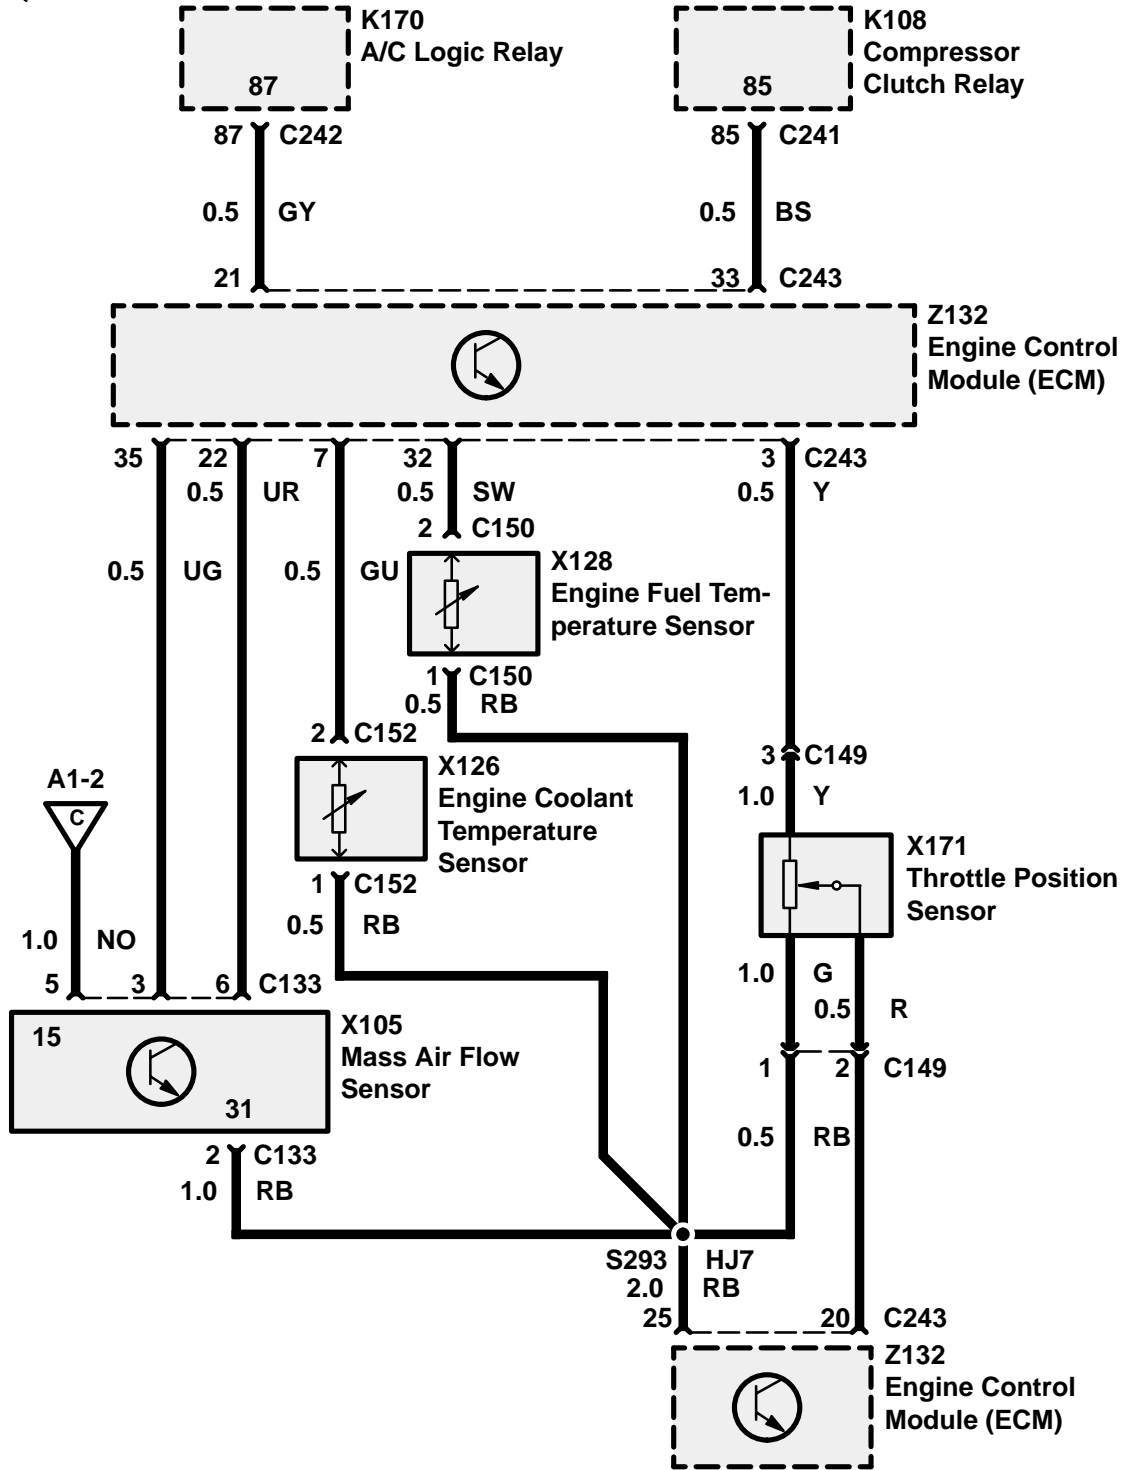 K170
A/C Logic Relay
87
K108
Compressor
Clutch Relay
85
87 C242
85 C241
0.5 GY
0.5 BS
21
33 C243
Z132
Engine Control
Module (ECM)
35 22 7 32 3 C243
0.5 UR 0.5 SW 0.5 Y
2 C150
0.5 UG 0.5 GU
X128
Engine Fuel Tem-
perature Sensor
1 C150
0.5 RB
2 C152
3 C149
X126
Engine Coolant
Temperature
Sensor
A1-2
C
1.0 Y
X171
Throttle Position
Sensor
1 C152
0.5 RB
1.0 NO
1.0 G
0.5 R
5 3 6 C133
15
31
X105
Mass Air Flow
Sensor
1 2 C149
0.5 RB
2 C133
1.0 RB
S293 HJ7
2.0 RB
25 20 C243
Z132
Engine Control
Module (ECM)